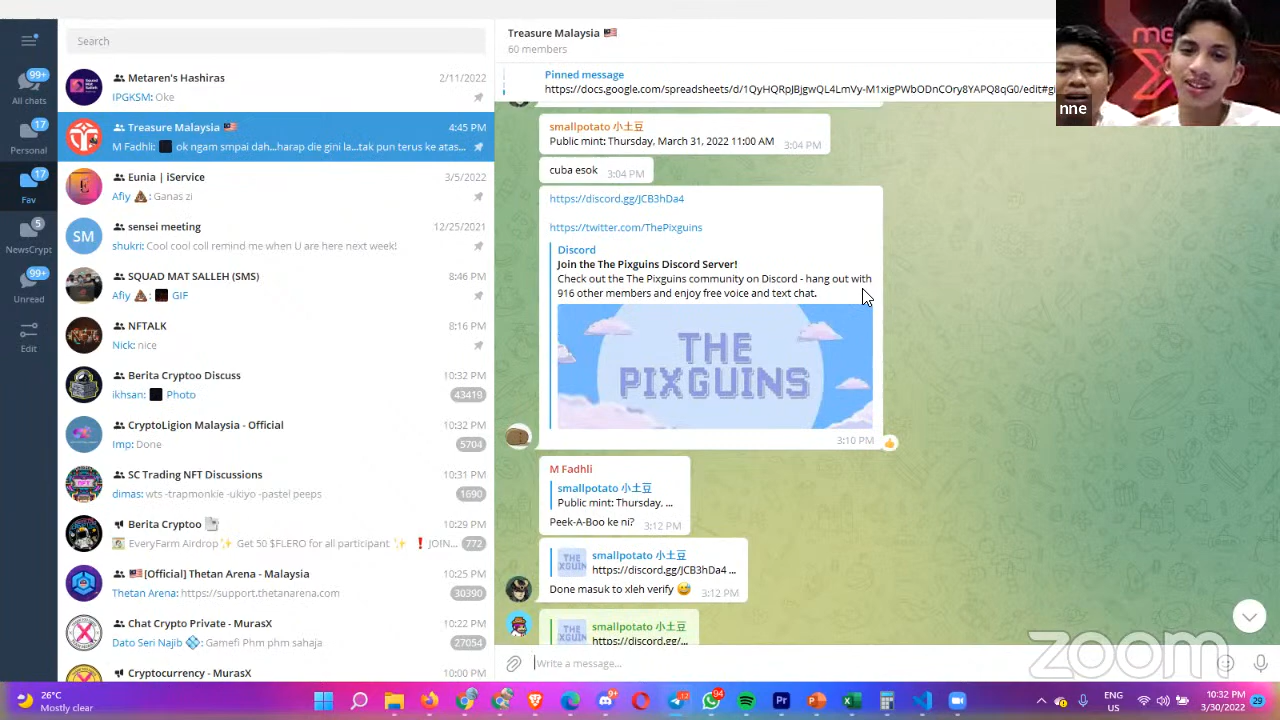 Search
All chats
99+
Personal
17
Fav
17
NewsCrypt
5
Unread
99+
Edit
Metaren's Hashiras 2/11/2022
IPGKSM: Oke
Treasure Malaysia 🇲🇾 4:45 PM
M Fadhli: ok ngam smpai dah...harap die gini la...tak pun terus ke atas...
Eunia | iService 3/5/2022
Afiy 💩: Ganas zi
SM
sensei meeting 12/25/2021
shukri: Cool cool coll remind me when U are here next week!
SQUAD MAT SALLEH (SMS) 8:46 PM
Afiy 💩: GIF
NFTALK 8:16 PM
Nick: nice
Berita Cryptoo Discuss 10:32 PM
ikhsan: Photo 43419
CryptoLigion Malaysia - Official 10:32 PM
Imp: Done 5704
SC Trading NFT Discussions 10:31 PM
dimas: wts -trapmonkie -ukiyo -pastel peeps 1690
Berita Cryptoo 10:29 PM
EveryFarm Airdrop✨ Get 50 $FLERO for all participant ✨ ❗JOIN... 772
🇲🇾[Official] Thetan Arena - Malaysia 10:25 PM
Thetan Arena: https://support.thetanarena.com 30390
Chat Crypto Private - MurasX 10:22 PM
Dato Seri Najib 💠: Gamefi Phm phm sahaja 27054
Cryptocurrency - MurasX 10:00 PM
Treasure Malaysia 🇲🇾
60 members
Pinned message
https://docs.google.com/spreadsheets/d/1QyHQRpJBjgwQL4LmVy-M1xigPWbODnCOry8YAPQ8qG0/edit#g
smallpotato 小土豆
Public mint: Thursday, March 31, 2022 11:00 AM 3:04 PM
cuba esok 3:04 PM
https://discord.gg/JCB3hDa4
https://twitter.com/ThePixguins
Discord
Join the The Pixguins Discord Server!
Check out the The Pixguins community on Discord - hang out with
916 other members and enjoy free voice and text chat.
THE
PIXGUINS
3:10 PM 👍
M Fadhli
smallpotato 小土豆
Public mint: Thursday, ...
Peek-A-Boo ke ni? 3:12 PM
smallpotato 小土豆
https://discord.gg/JCB3hDa4 ...
Done masuk to xleh verify 😅 3:12 PM
smallpotato 小土豆
https://discord.gg/...
Write a message...
nne
me
X
zoom
26°C
Mostly clear
9+
12
94
Pr
ENG
US
10:32 PM
3/30/2022
29